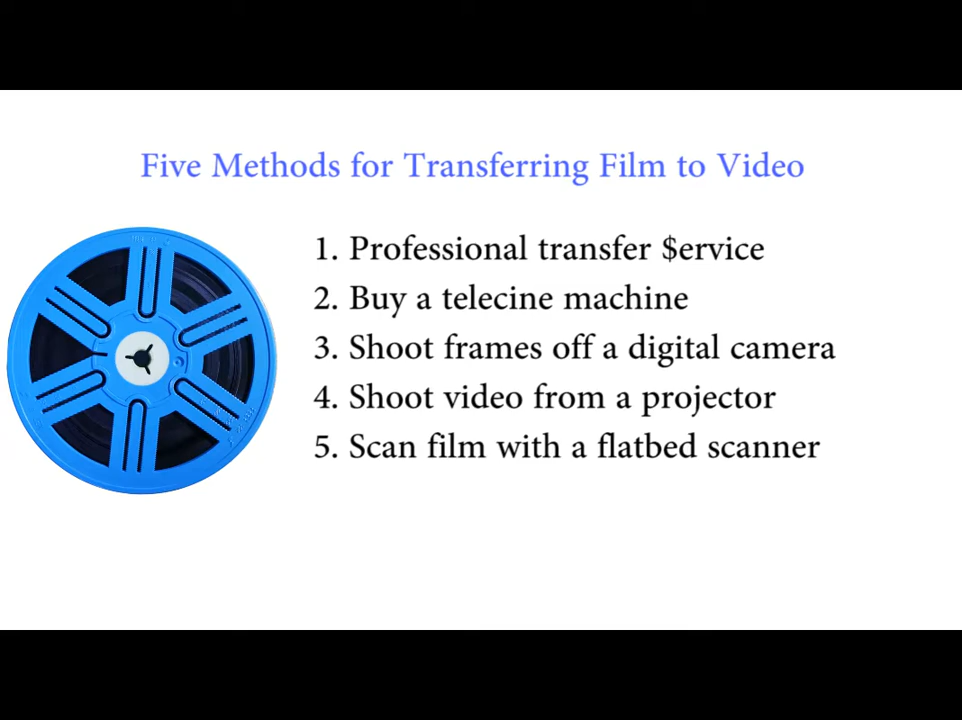 Five Methods for Transferring Film to Video
1. Professional transfer $ervice
2. Buy a telecine machine
3. Shoot frames off a digital camera
4. Shoot video from a projector
5. Scan film with a flatbed scanner